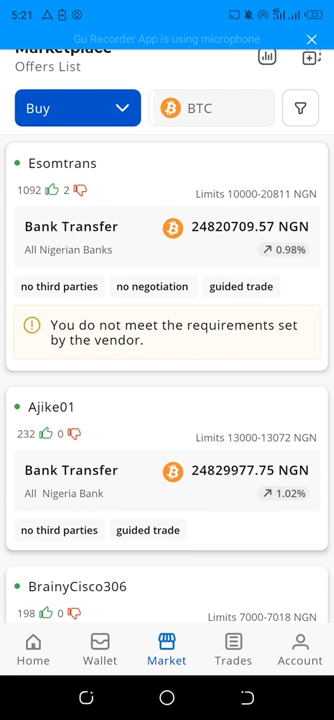 5:21
23
Gu Recorder App is using microphone
Marketplace
Offers List
Buy
BTC
Esomtrans
1092 2
Limits 10000-20811 NGN
Bank Transfer 24820709.57 NGN
All Nigerian Banks 0.98%
no third parties no negotiation guided trade
You do not meet the requirements set
by the vendor.
Ajike01
232 0
Limits 13000-13072 NGN
Bank Transfer 24829977.75 NGN
All Nigeria Bank 1.02%
no third parties guided trade
BrainyCisco306
198 0
Limits 7000-7018 NGN
Home Wallet Market Trades Account